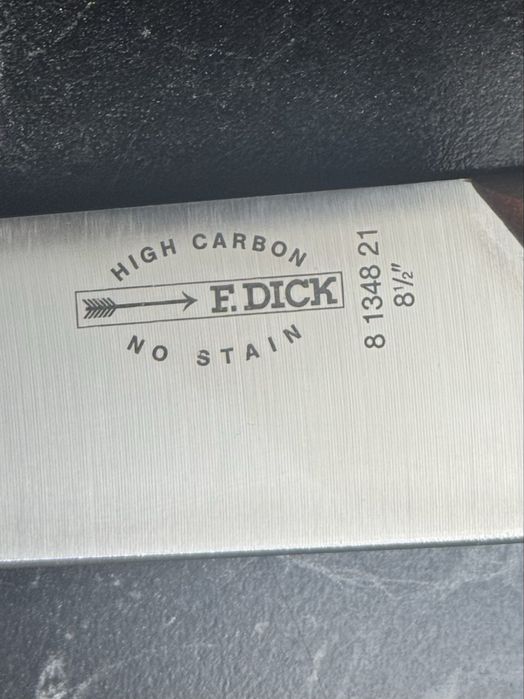 HIGH CARBON
F. DICK
NO STAIN
8 1348 21
8½"